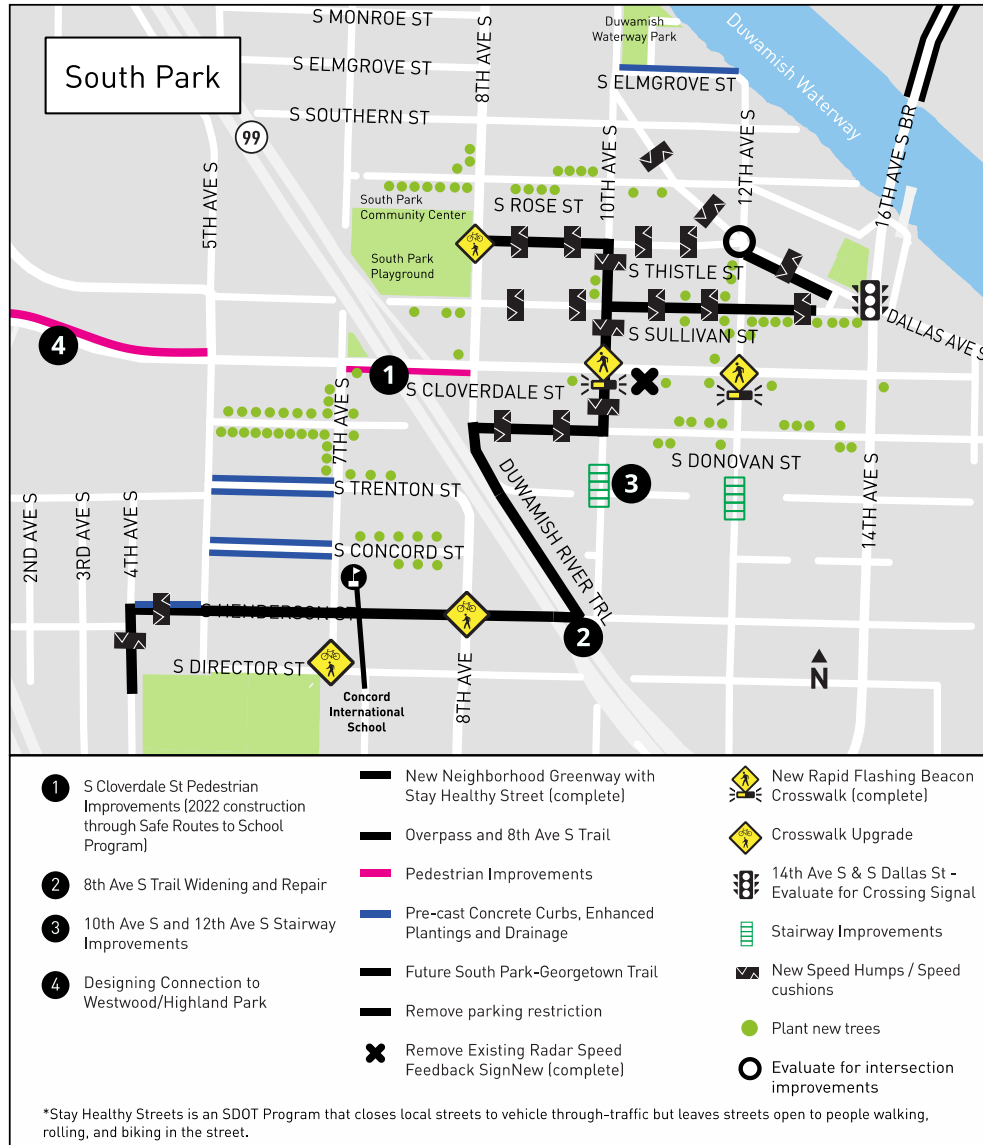 South Park
S MONROE ST
Duwamish
Waterway Park
S ELMGROVE ST
S ELMGROVE ST
Duwamish Waterway
8TH AVE S
S SOUTHERN ST
99
10TH AVE S
12TH AVE S
16TH AVE S BR
5TH AVE S
South Park
Community Center
S ROSE ST
South Park
Playground
S THISTLE ST
DALLAS AVE S
S SULLIVAN ST
4
1
S CLOVERDALE ST
7TH AVE S
S DONOVAN ST
3
S TRENTON ST
DUWAMISH RIVER TRL
14TH AVE S
2ND AVE S
3RD AVE S
4TH AVE S
S CONCORD ST
S HENDERSON ST
2
S DIRECTOR ST
8TH AVE
N
Concord
International
School
1 S Cloverdale St Pedestrian
Improvements (2022 construction
through Safe Routes to School
Program)
2 8th Ave S Trail Widening and Repair
3 10th Ave S and 12th Ave S Stairway
Improvements
4 Designing Connection to
Westwood/Highland Park
New Neighborhood Greenway with
Stay Healthy Street (complete)
Overpass and 8th Ave S Trail
Pedestrian Improvements
Pre-cast Concrete Curbs, Enhanced
Plantings and Drainage
Future South Park-Georgetown Trail
Remove parking restriction
Remove Existing Radar Speed
Feedback SignNew (complete)
New Rapid Flashing Beacon
Crosswalk (complete)
Crosswalk Upgrade
14th Ave S & S Dallas St -
Evaluate for Crossing Signal
Stairway Improvements
New Speed Humps / Speed
cushions
Plant new trees
Evaluate for intersection
improvements
*Stay Healthy Streets is an SDOT Program that closes local streets to vehicle through-traffic but leaves streets open to people walking,
rolling, and biking in the street.